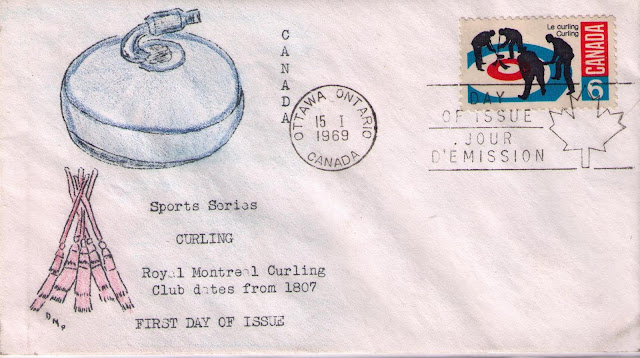 CANADA
OTTAWA ONTARIO
15 I
1969
CANADA
Le curling
Curling
CANADA
6
DAY
OF ISSUE
JOUR
D'EMISSION
Sports Series
CURLING
Royal Montreal Curling
Club dates from 1807
FIRST DAY OF ISSUE